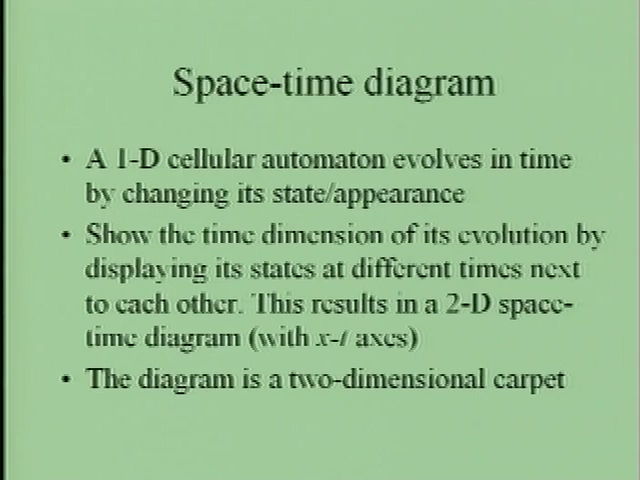 Space-time diagram
• A 1-D cellular automaton evolves in time
by changing its state/appearance
• Show the time dimension of its evolution by
displaying its states at different times next
to each other. This results in a 2-D space-
time diagram (with x-t axes)
• The diagram is a two-dimensional carpet